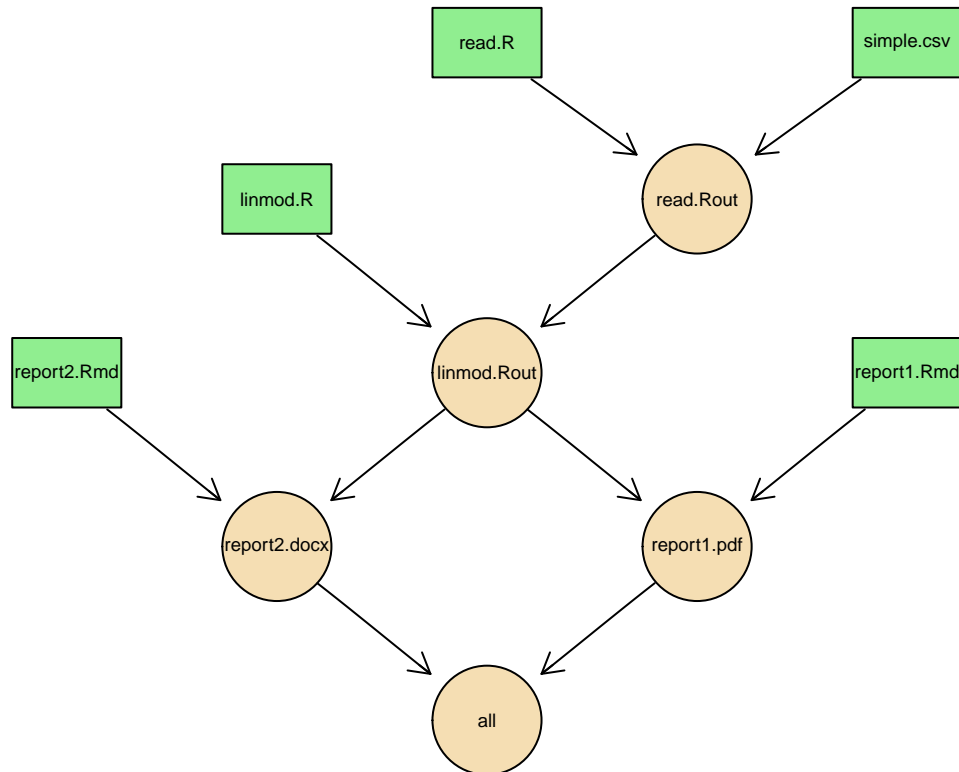 read.R
simple.csv
linmod.R
read.Rout
report2.Rmd
linmod.Rout
report1.Rmd
report2.docx
report1.pdf
all